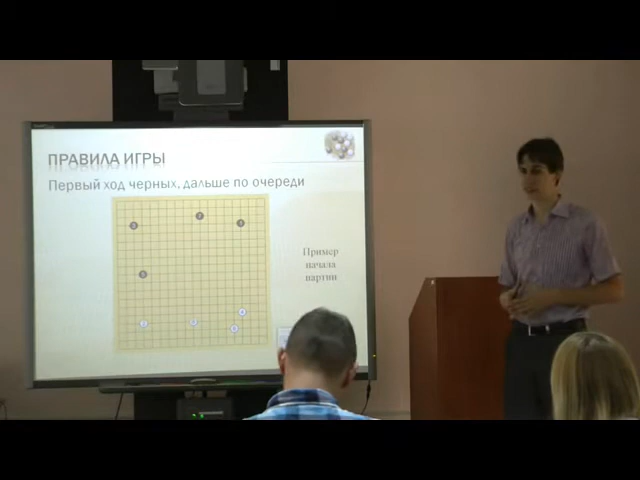 ПРАВИЛА ИГРЫ
Первый ход черных, дальше по очереди
Пример
начала
партии